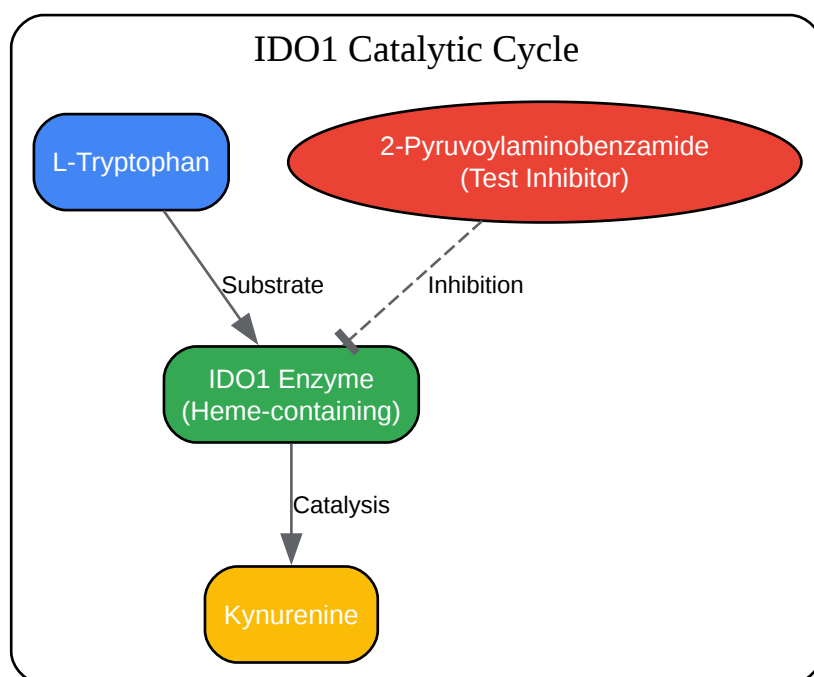 IDO1 Catalytic Cycle
L-Tryptophan
2-Pyruvoylaminobenzamide
(Test Inhibitor)
Substrate
Inhibition
IDO1 Enzyme
(Heme-containing)
Catalysis
Kynurenine